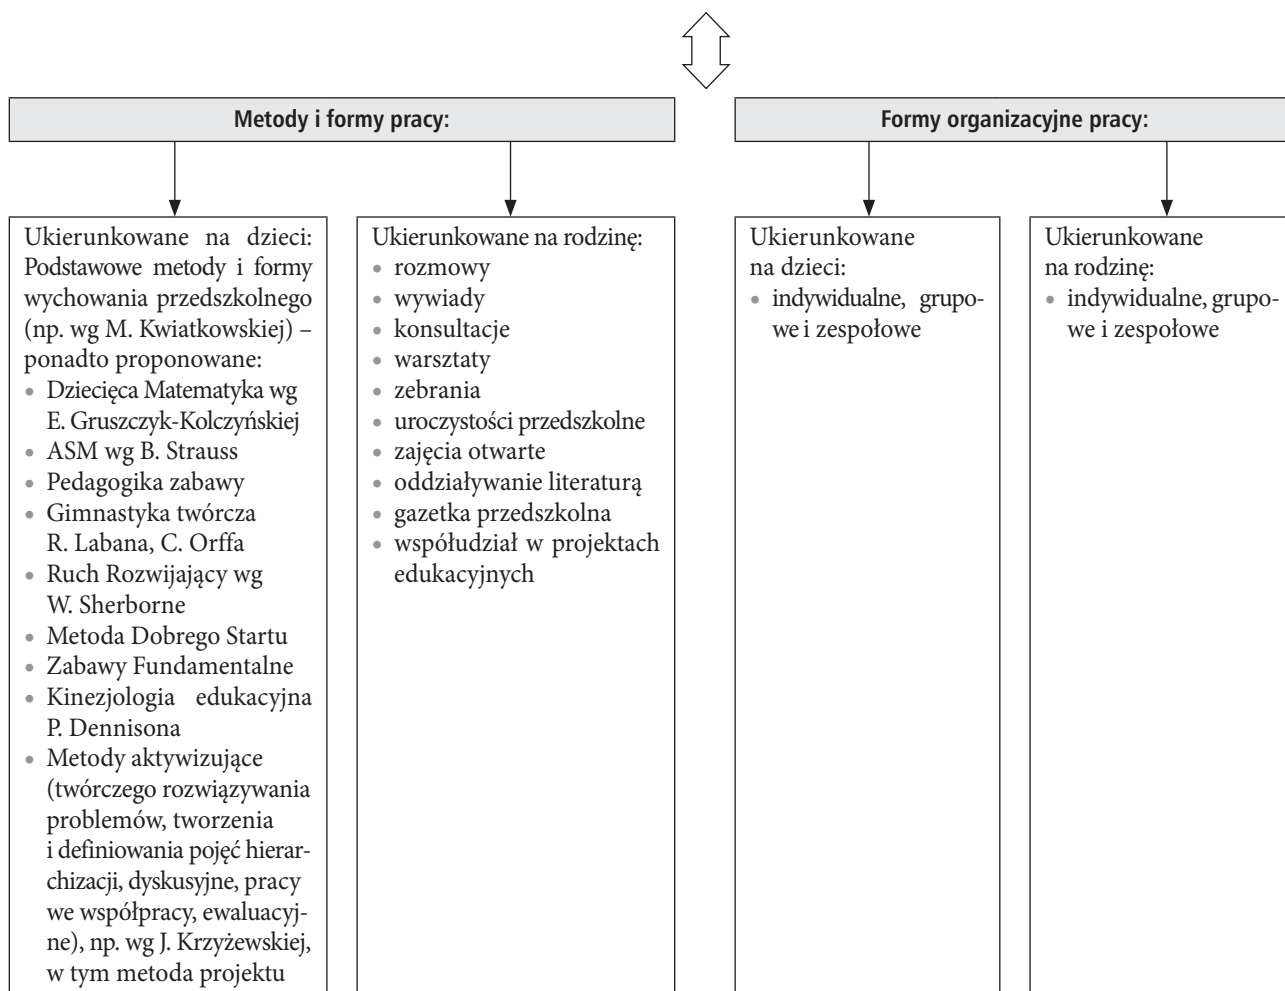 Metody i formy pracy:
Formy organizacyjne pracy:
Ukierunkowane na dzieci:
Podstawowe metody i formy
wychowania przedszkolnego
(np. wg M. Kwiatkowskiej) –
ponadto proponowane:
• Dziecięca Matematyka wg
E. Gruszczyk-Kolczyńskiej
• ASM wg B. Strauss
• Pedagogika zabawy
• Gimnastyka twórcza
R. Labana, C. Orffa
• Ruch Rozwijający wg
W. Sherborne
• Metoda Dobrego Startu
• Zabawy Fundamentalne
• Kinezjologia edukacyjna
P. Dennisona
• Metody aktywizujące
(twórczego rozwiązywania
problemów, tworzenia
i definiowania pojęć hierar-
chizacji, dyskusyjne, pracy
we współpracy, ewaluacyj-
ne), np. wg J. Krzyżewskiej,
w tym metoda projektu
Ukierunkowane na rodzinę:
• rozmowy
• wywiady
• konsultacje
• warsztaty
• zebrania
• uroczystości przedszkolne
• zajęcia otwarte
• oddziaływanie literaturą
• gazetka przedszkolna
• współudział w projektach
edukacyjnych
Ukierunkowane
na dzieci:
• indywidualne, grupo-
we i zespołowe
Ukierunkowane
na rodzinę:
• indywidualne, grupo-
we i zespołowe